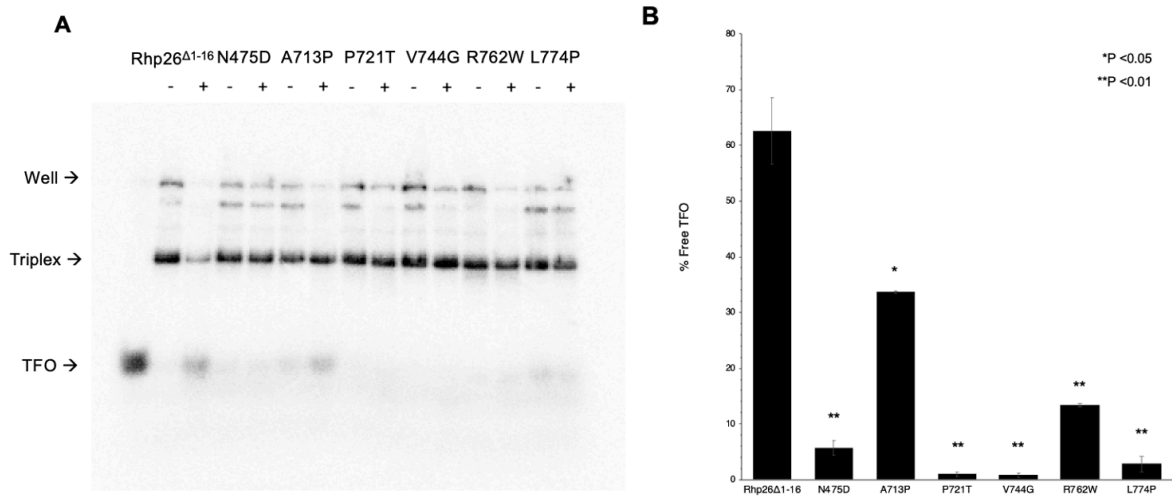 A
Rhp26Δ1-16 N475D A713P P721T V744G R762W L774P
- + - + - + - + - + - + - +
Well →
Triplex →
TFO →
B
80
70
60
50
40
30
20
10
0
% Free TFO
*P <0.05
**P <0.01
**
*
**
**
**
**
Rhp26Δ1-16 N475D A713P P721T V744G R762W L774P